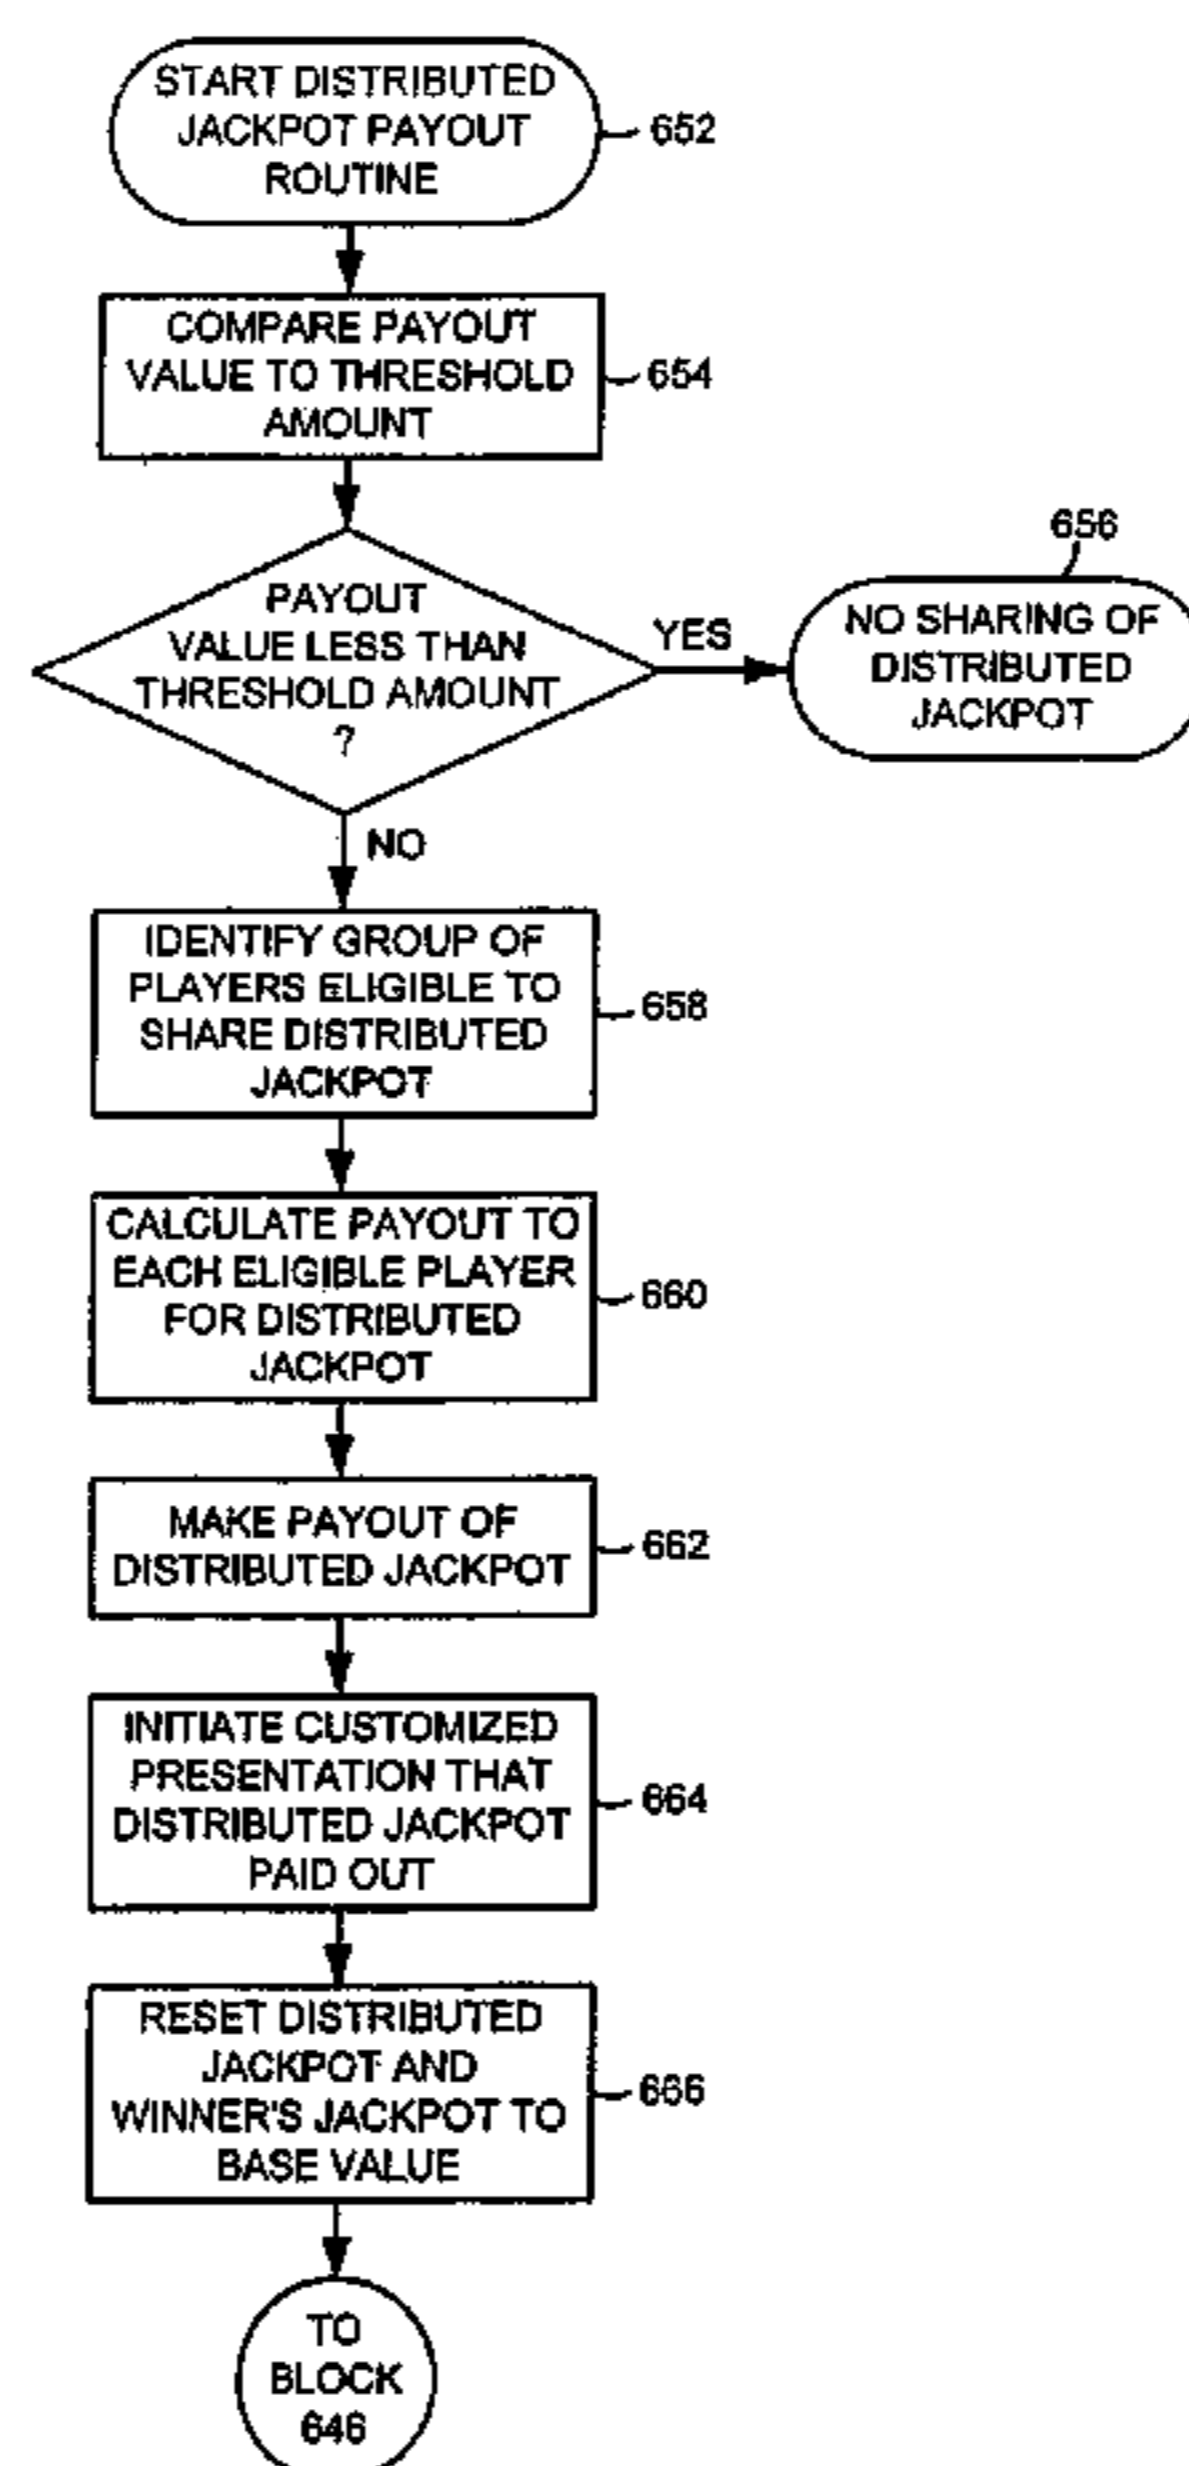 START DISTRIBUTED
JACKPOT PAYOUT
ROUTINE
652
COMPARE PAYOUT
VALUE TO THRESHOLD
AMOUNT
654
PAYOUT
VALUE LESS THAN
THRESHOLD AMOUNT
?
YES
656
NO SHARING OF
DISTRIBUTED
JACKPOT
NO
IDENTIFY GROUP OF
PLAYERS ELIGIBLE TO
SHARE DISTRIBUTED
JACKPOT
658
CALCULATE PAYOUT TO
EACH ELIGIBLE PLAYER
FOR DISTRIBUTED
JACKPOT
660
MAKE PAYOUT OF
DISTRIBUTED JACKPOT
662
INITIATE CUSTOMIZED
PRESENTATION THAT
DISTRIBUTED JACKPOT
PAID OUT
664
RESET DISTRIBUTED
JACKPOT AND
WINNER'S JACKPOT TO
BASE VALUE
666
TO
BLOCK
646